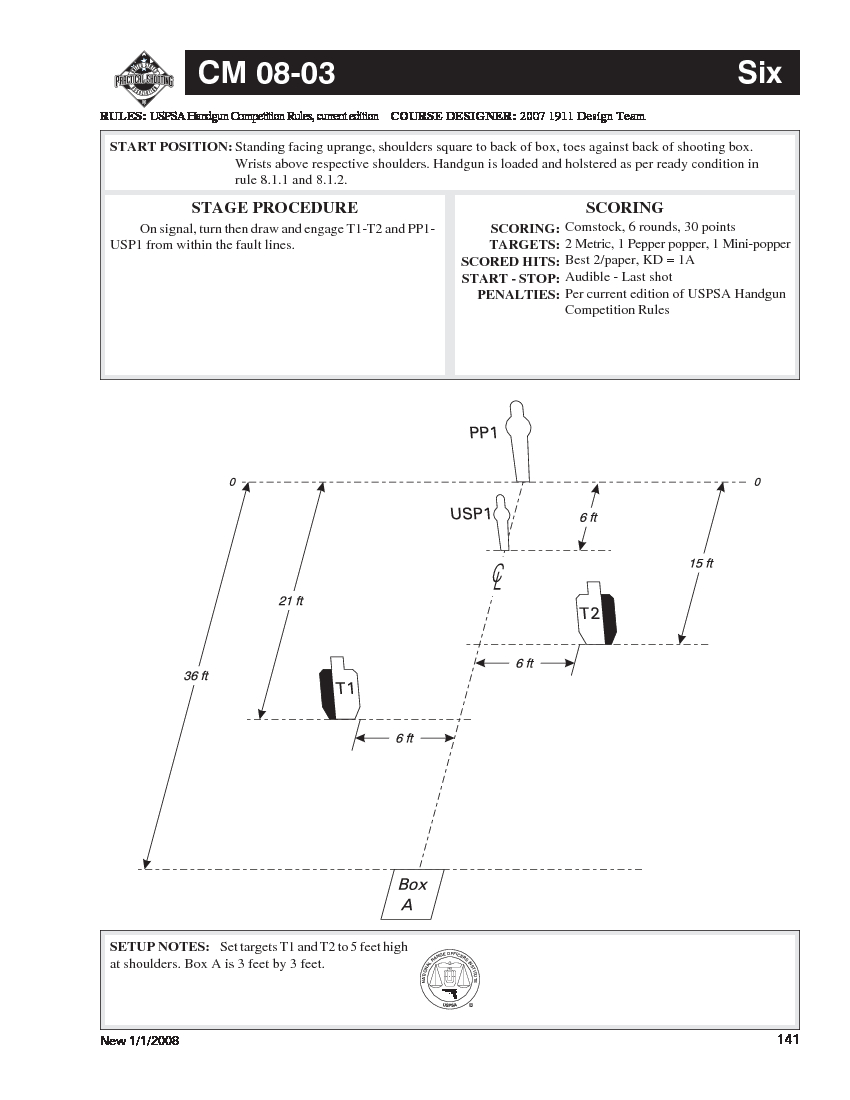 CM 08-03 Six
RULES: USPSA Handgun Competition Rules, current edition COURSE DESIGNER: 2007 1911 Design Team
START POSITION: Standing facing uprange, shoulders square to back of box, toes against back of shooting box.
Wrists above respective shoulders. Handgun is loaded and holstered as per ready condition in
rule 8.1.1 and 8.1.2.
STAGE PROCEDURE
On signal, turn then draw and engage T1-T2 and PP1-
USP1 from within the fault lines.
SCORING
SCORING: Comstock, 6 rounds, 30 points
TARGETS: 2 Metric, 1 Pepper popper, 1 Mini-popper
SCORED HITS: Best 2/paper, KD = 1A
START - STOP: Audible - Last shot
PENALTIES: Per current edition of USPSA Handgun
Competition Rules
PP1
0 0
USP1
6 ft
15 ft
21 ft
T2
6 ft
36 ft
T1
6 ft
Box
A
SETUP NOTES: Set targets T1 and T2 to 5 feet high
at shoulders. Box A is 3 feet by 3 feet.
USPSA
New 1/1/2008 141